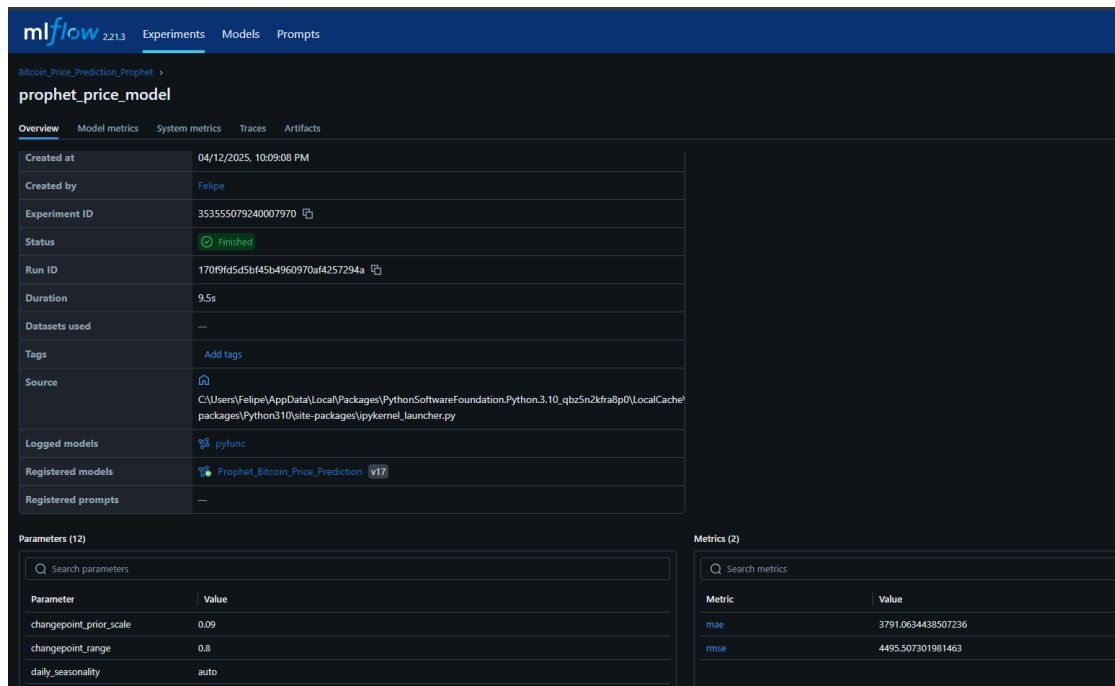 mlflow 2.21.3 Experiments Models Prompts
Bitcoin_Price_Prediction_Prophet >
prophet_price_model
Overview Model metrics System metrics Traces Artifacts
Created at 04/12/2025, 10:09:08 PM
Created by Felipe
Experiment ID 353555079240007970
Status Finished
Run ID 170f9fd5d5bf45b4960970af4257294a
Duration 9.5s
Datasets used —
Tags Add tags
Source
C:\Users\Felipe\AppData\Local\Packages\PythonSoftwareFoundation.Python.3.10_qbz5n2kfra8p0\LocalCache\
packages\Python310\site-packages\ipykernel_launcher.py
Logged models pyfunc
Registered models Prophet_Bitcoin_Price_Prediction v17
Registered prompts —
Parameters (12) Metrics (2)
Search parameters Search metrics
Parameter Value Metric Value
changepoint_prior_scale 0.09 mae 3791.0634438507236
changepoint_range 0.8 rmse 4495.507301981463
daily_seasonality auto